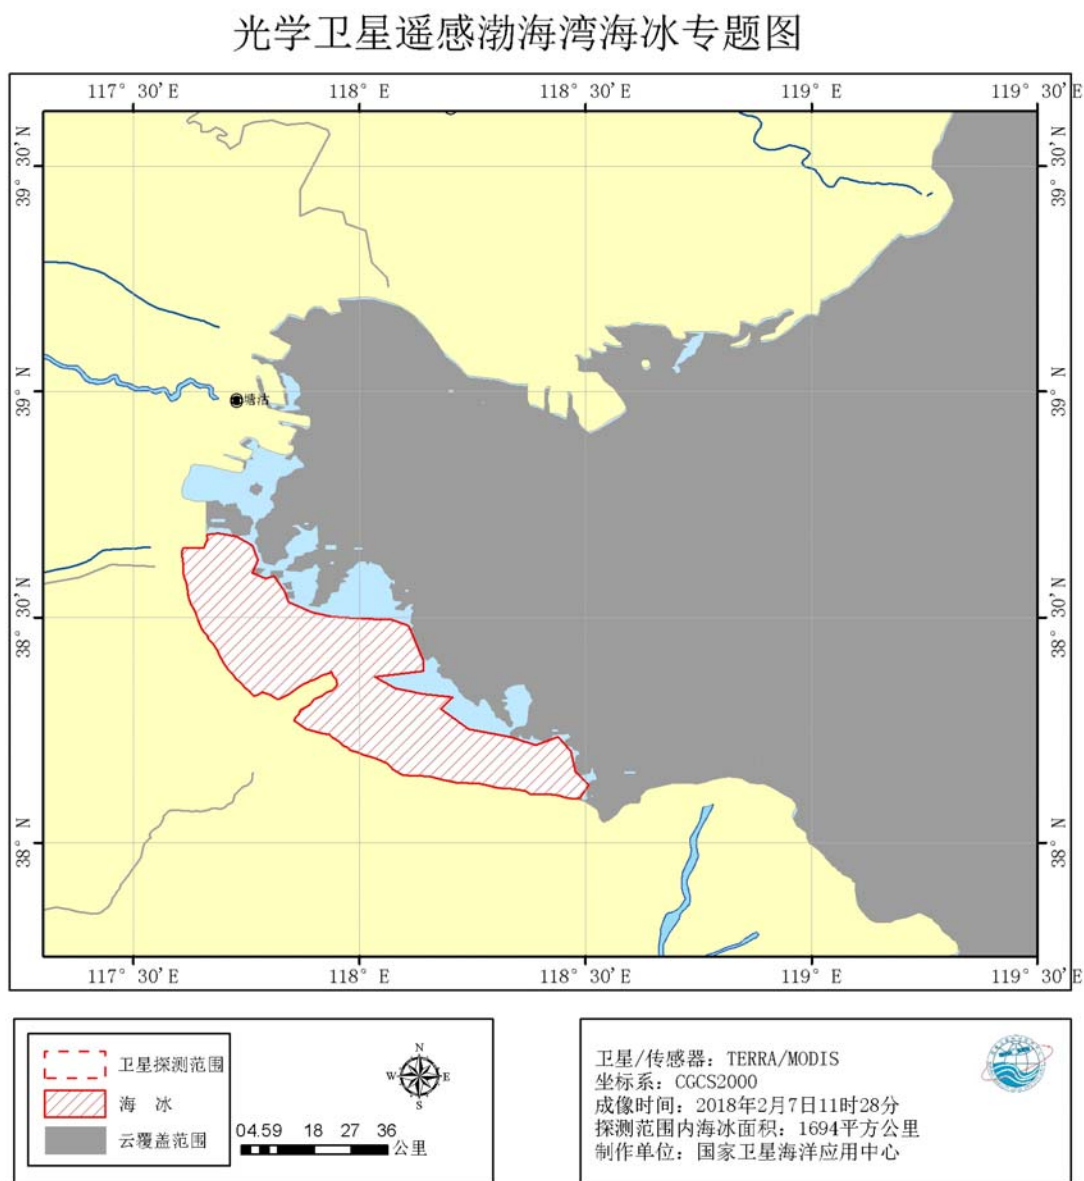 光学卫星遥感渤海湾海冰专题图
117° 30′ E 118° E 118° 30′ E 119° E 119° 30′ E
39° 30′ N 39° 30′ N
39° N 39° N
塘沽
38° 30′ N 38° 30′ N
38° N 38° N
117° 30′ E 118° E 118° 30′ E 119° E 119° 30′ E
卫星探测范围
海 冰
云覆盖范围
N
W E
S
04.59 18 27 36
公里
卫星/传感器：TERRA/MODIS
坐标系：CGCS2000
成像时间：2018年2月7日11时28分
探测范围内海冰面积：1694平方公里
制作单位：国家卫星海洋应用中心